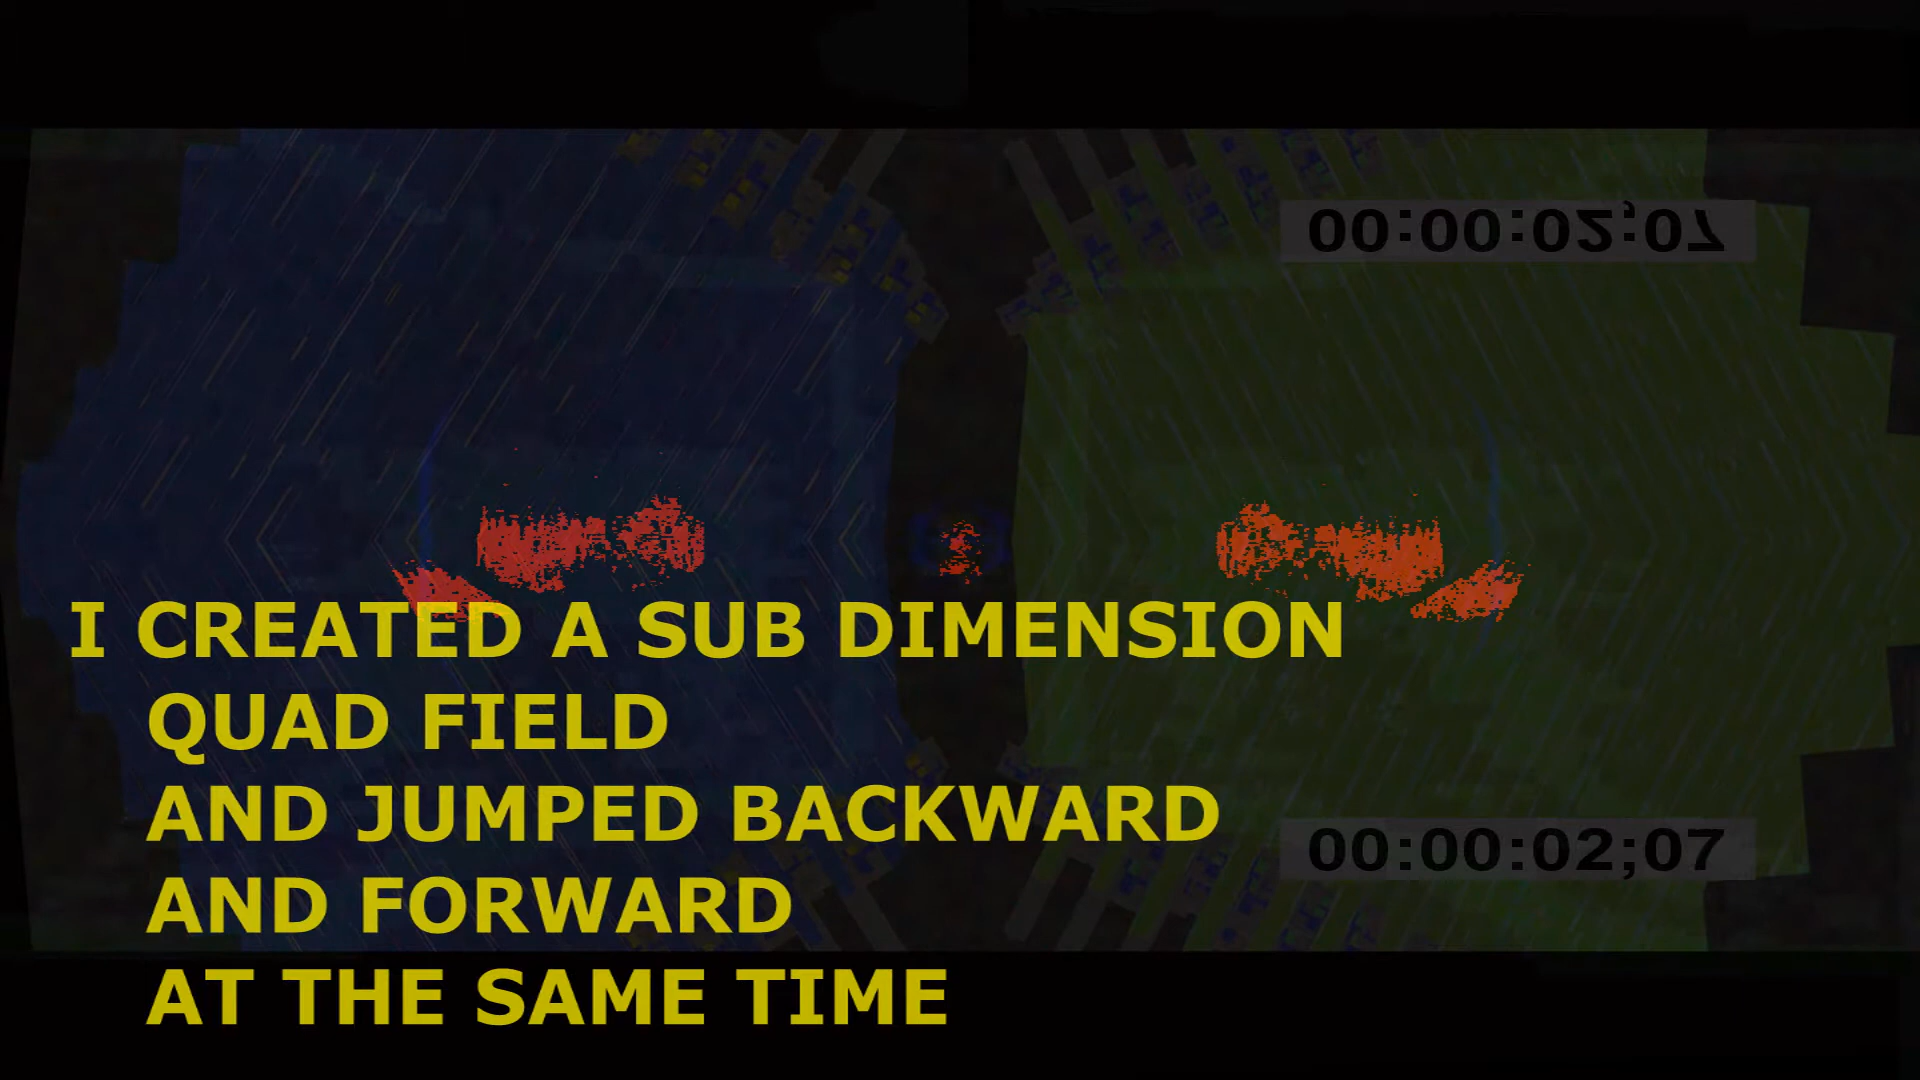 00:00:02;07
I CREATED A SUB DIMENSION
QUAD FIELD
AND JUMPED BACKWARD
00:00:02;07
AND FORWARD
AT THE SAME TIME